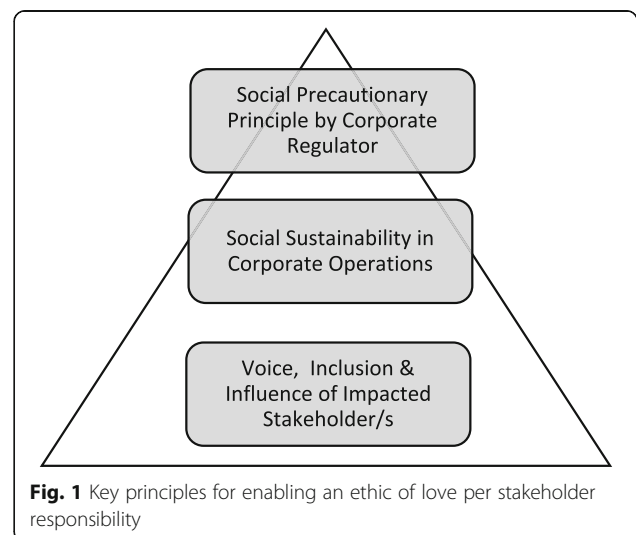 Social Precautionary
Principle by Corporate
Regulator
Social Sustainability in
Corporate Operations
Voice, Inclusion &
Influence of Impacted
Stakeholder/s
Fig. 1 Key principles for enabling an ethic of love per stakeholder
responsibility